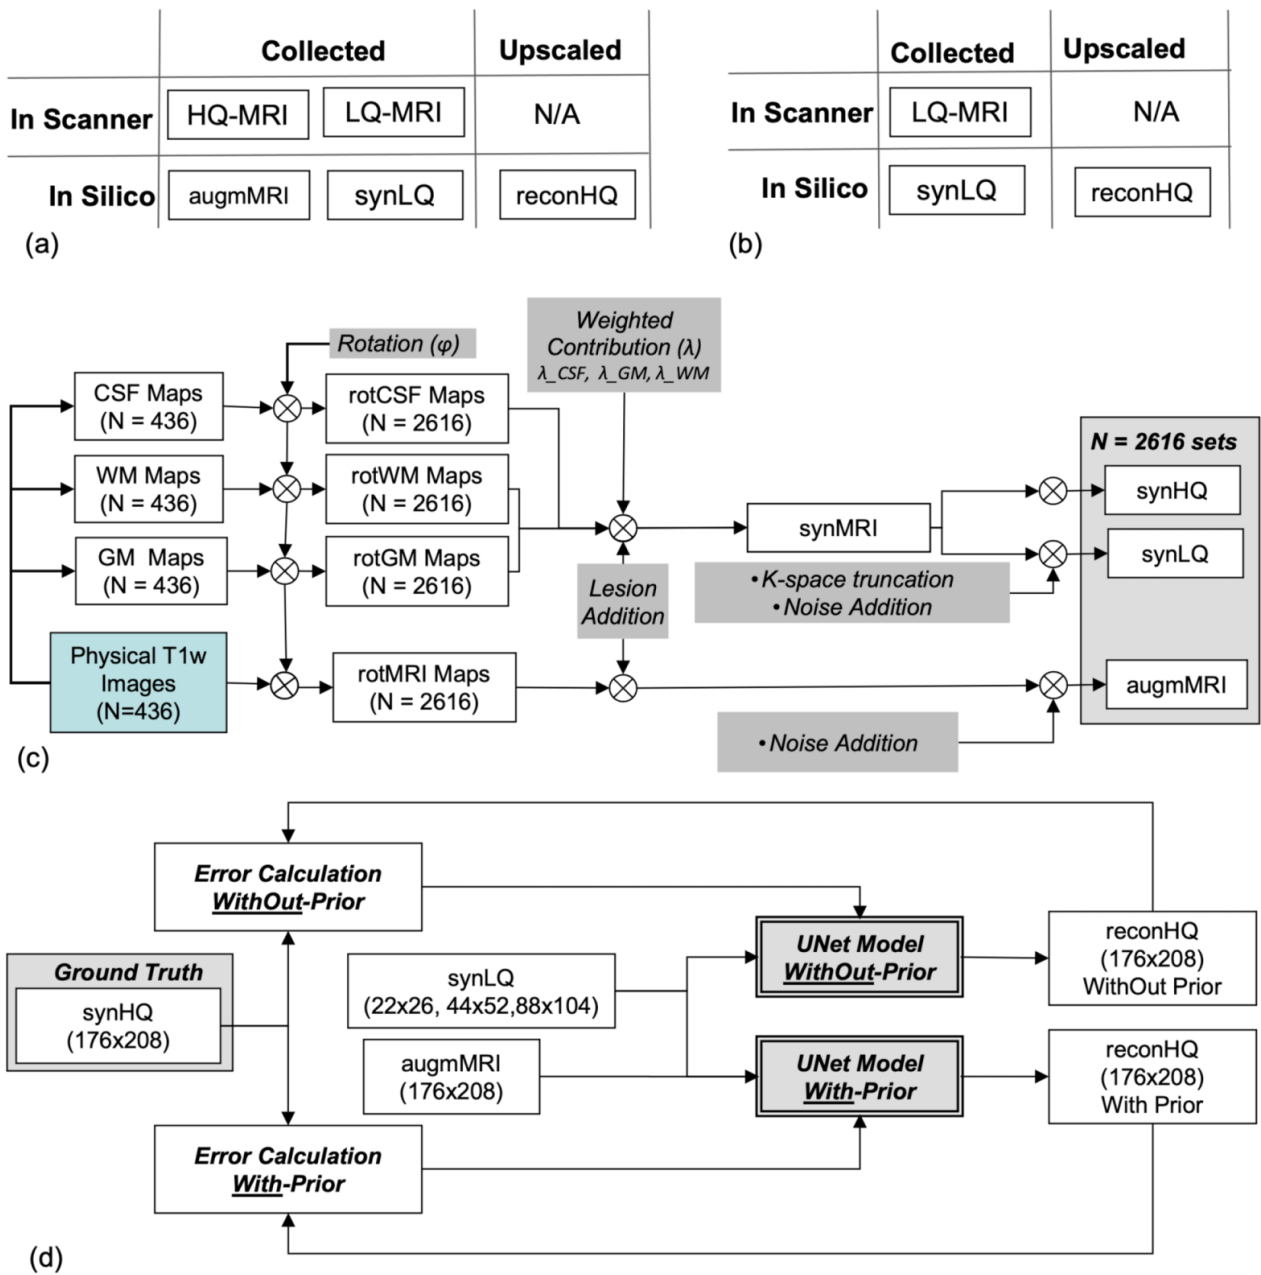 Collected
Upscaled
In Scanner
HQ-MRI
LQ-MRI
N/A
In Silico
augmMRI
synLQ
reconHQ
(a)
Collected
Upscaled
In Scanner
LQ-MRI
N/A
In Silico
synLQ
reconHQ
(b)
Rotation (φ)
Weighted
Contribution (λ)
λ_CSF, λ_GM, λ_WM
CSF Maps
(N = 436)
rotCSF Maps
(N = 2616)
WM Maps
(N = 436)
rotWM Maps
(N = 2616)
GM Maps
(N = 436)
rotGM Maps
(N = 2616)
Physical T1w
Images
(N=436)
rotMRI Maps
(N = 2616)
Lesion
Addition
synMRI
• K-space truncation
• Noise Addition
• Noise Addition
N = 2616 sets
synHQ
synLQ
augmMRI
(c)
Error Calculation
WithOut-Prior
Ground Truth
synHQ
(176x208)
synLQ
(22x26, 44x52,88x104)
augmMRI
(176x208)
UNet Model
WithOut-Prior
UNet Model
With-Prior
reconHQ
(176x208)
WithOut Prior
reconHQ
(176x208)
With Prior
Error Calculation
With-Prior
(d)